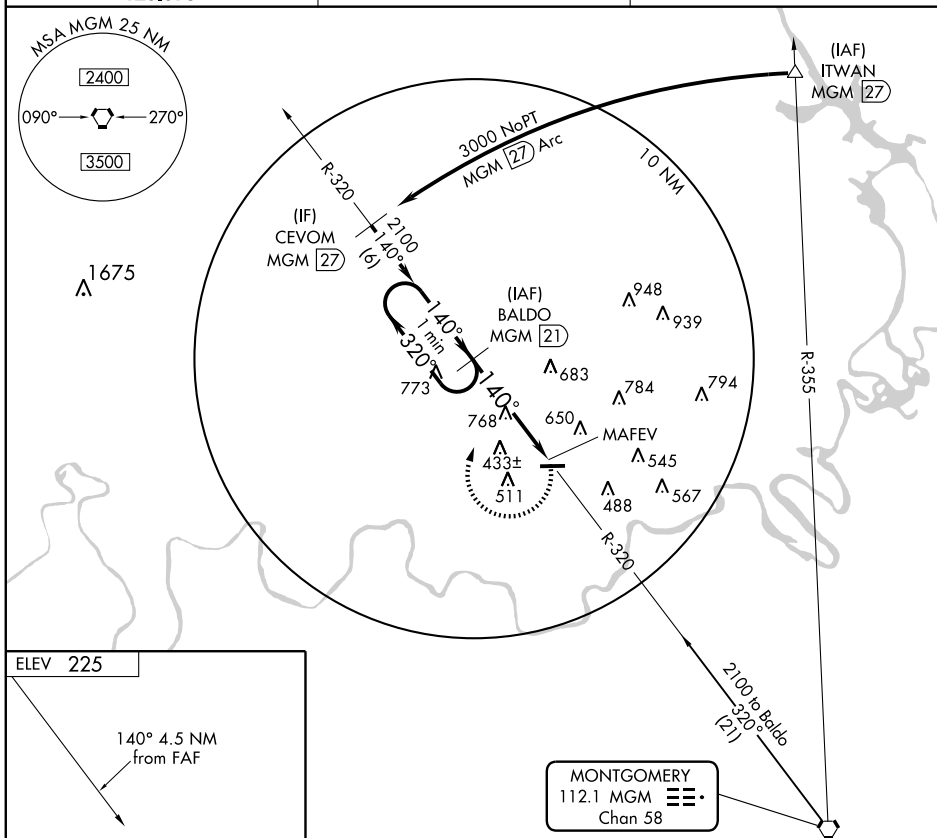 MSA MGM 25 NM
2400
090°
270°
3500
(IAF)
ITWAN
MGM 27
3000 NoPT
MGM 27 Arc
10 NM
R-320
(IF)
CEVOM
MGM 27
2100
140°
(6)
1675
140°
1 min
320°
(IAF)
BALDO
MGM 21
948
939
773
140°
683
784
794
R-355
768
650
MAFEV
433±
545
511
488
567
R-320
ELEV 225
140° 4.5 NM
from FAF
2100 to Baldo
320°
(21)
MONTGOMERY
112.1 MGM
Chan 58